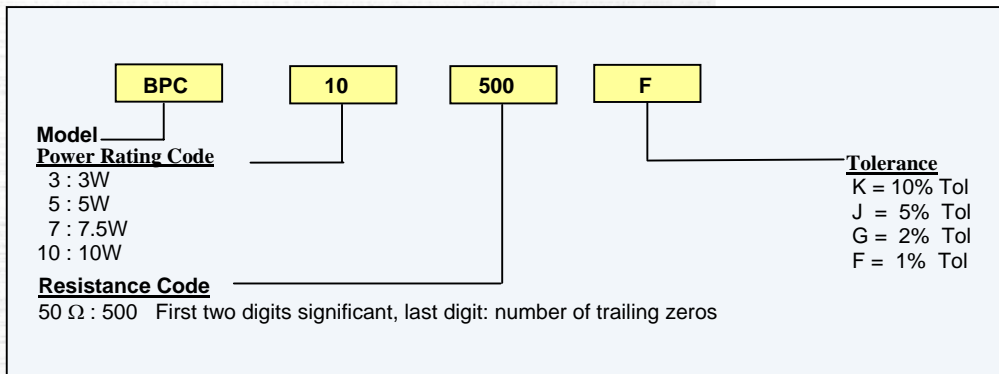 BPC 10 500 F
Model
Power Rating Code
3 : 3W
5 : 5W
7 : 7.5W
10 : 10W
Resistance Code
50 Ω : 500 First two digits significant, last digit: number of trailing zeros
Tolerance
K = 10% Tol
J = 5% Tol
G = 2% Tol
F = 1% Tol